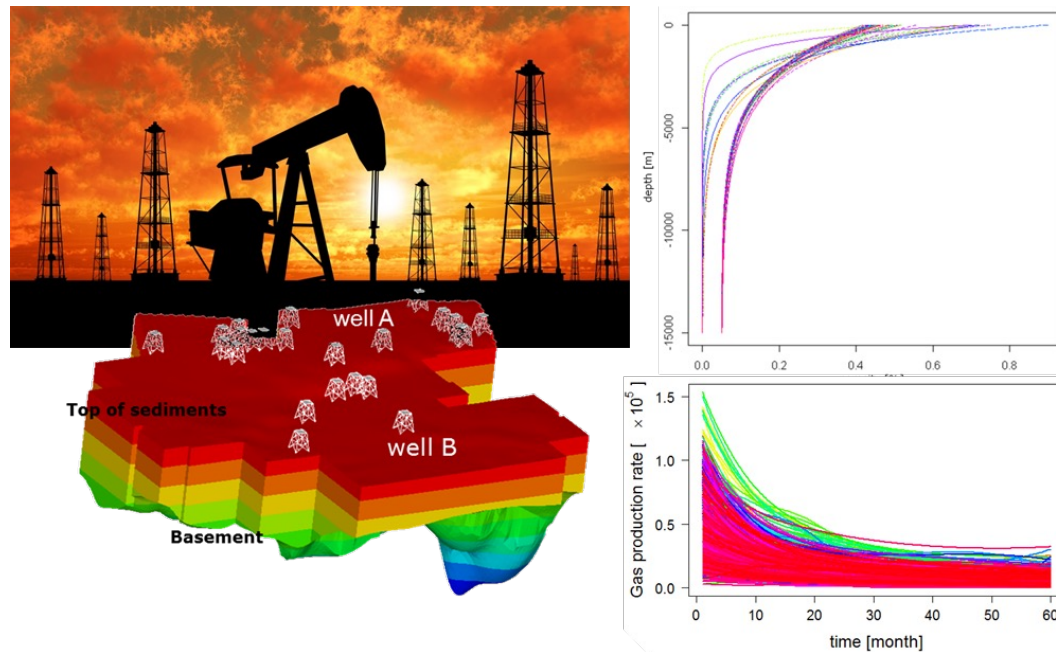 well A
Top of sediments
well B
Basement
depth [m]
0
-5000
-10000
-15000
0.0 0.2 0.4 0.6 0.8
Gas production rate [ × 10⁵
1.5
1.0
0.5
0.0
0 10 20 30 40 50 60
time [month]